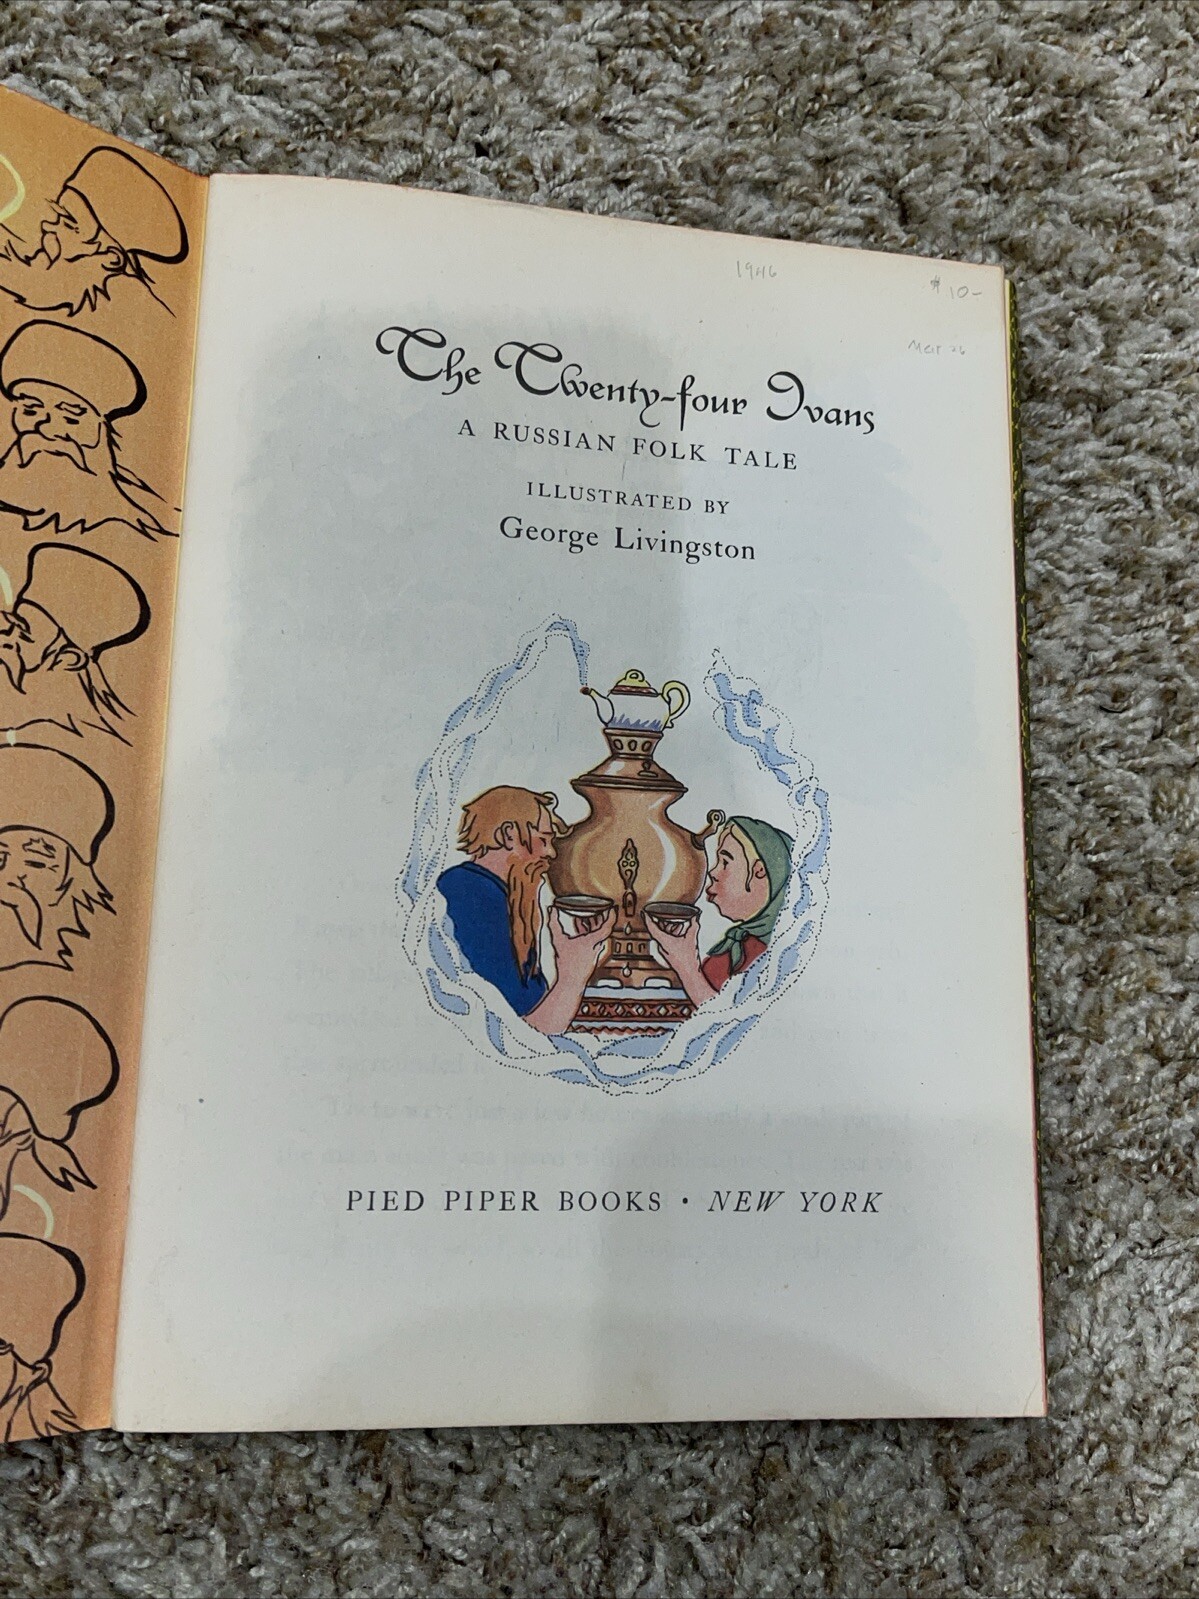 1946
$10-
The Twenty-four Ivans
A RUSSIAN FOLK TALE
ILLUSTRATED BY
George Livingston
PIED PIPER BOOKS • NEW YORK